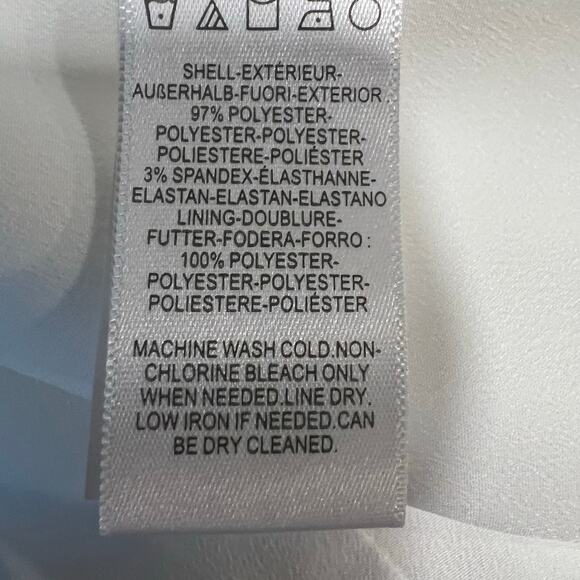 SHELL-EXTÉRIEUR-
AUßERHALB-FUORI-EXTERIOR
97% POLYESTER-
POLYESTER-POLYESTER-
POLIESTERE-POLIÉSTER
3% SPANDEX-ÉLASTHANNE-
ELASTAN-ELASTAN-ELASTANO
LINING-DOUBLURE-
FUTTER-FODERA-FORRO :
100% POLYESTER-
POLYESTER-POLYESTER-
POLIESTERE-POLIÉSTER
MACHINE WASH COLD.NON-
CHLORINE BLEACH ONLY
WHEN NEEDED.LINE DRY.
LOW IRON IF NEEDED.CAN
BE DRY CLEANED.